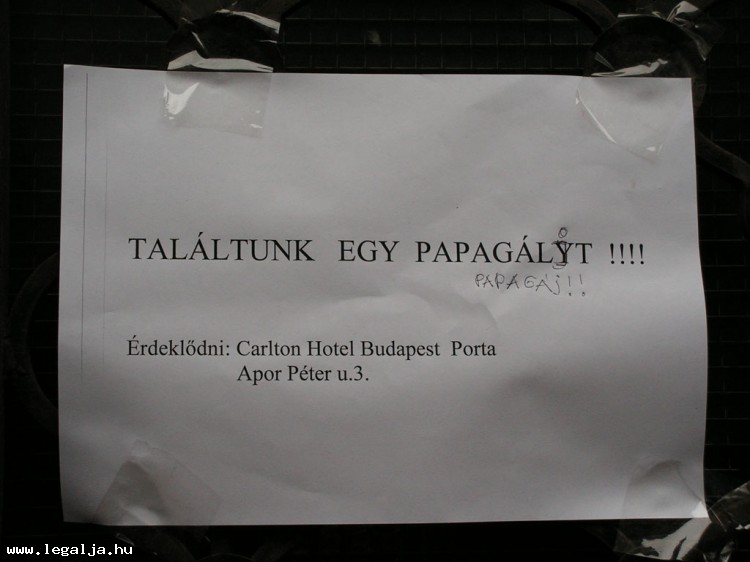 TALÁLTUNK EGY PAPAGÁLYT !!!!
PAPAGÁJ!!
Érdeklődni: Carlton Hotel Budapest Porta
Apor Péter u.3.
www.legalja.hu